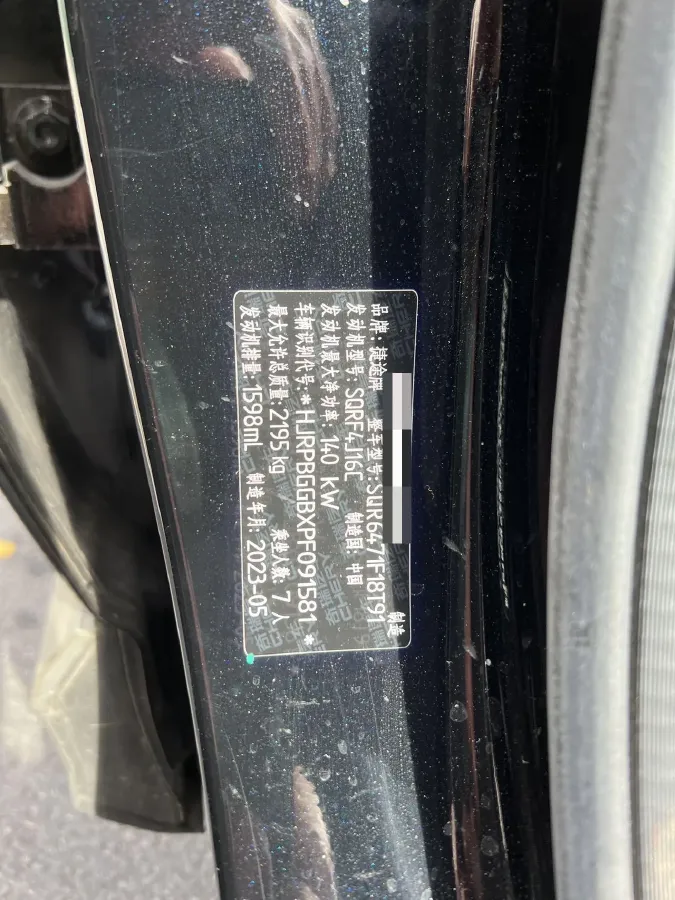 制造
品牌: 捷途牌 整车型号: SQR6471F18T91
发动机型号: SQRF4J16C 制造国: 中国
发动机最大净功率: 140 kW
车辆识别代号: *HJRPBGGBXPF091581*
最大允许总质量: 2195 kg 乘坐人数: 7人
发动机排量: 1598mL 制造年月: 2023-05